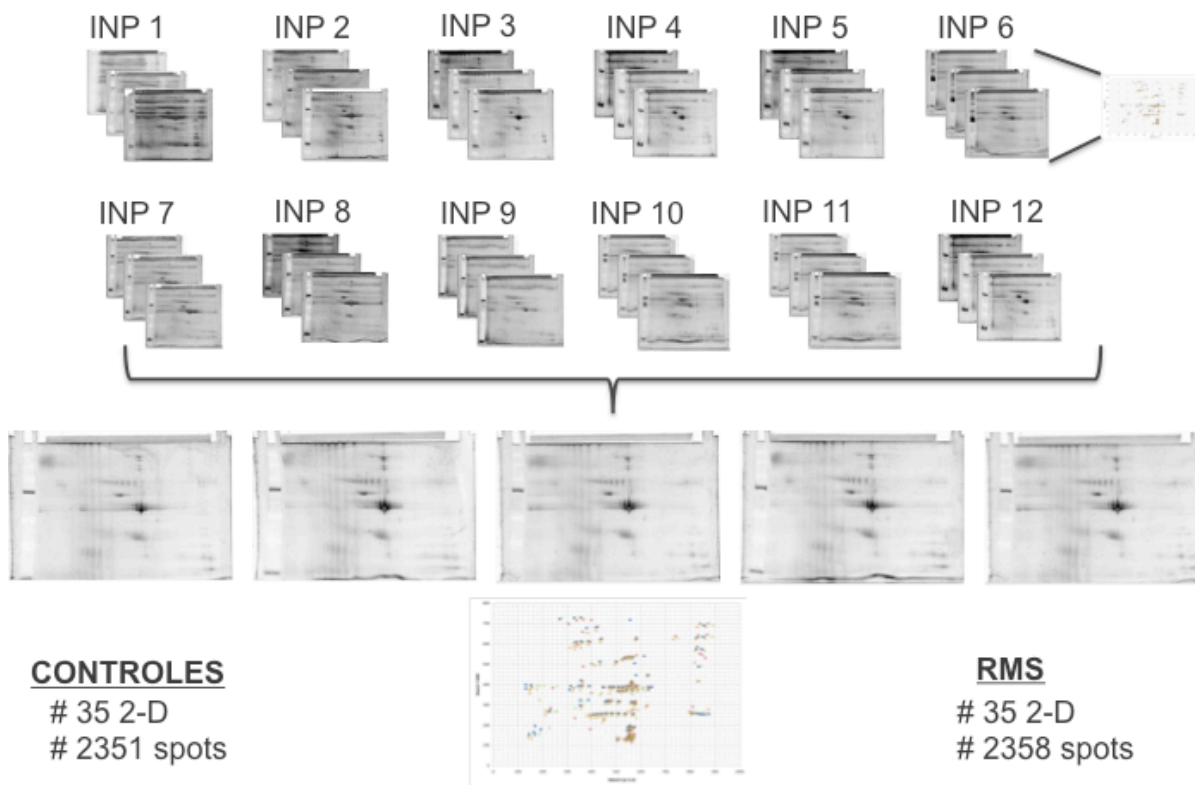 INP 1
INP 2
INP 3
INP 4
INP 5
INP 6
INP 7
INP 8
INP 9
INP 10
INP 11
INP 12
CONTROLES
# 35 2-D
# 2351 spots
RMS
# 35 2-D
# 2358 spots